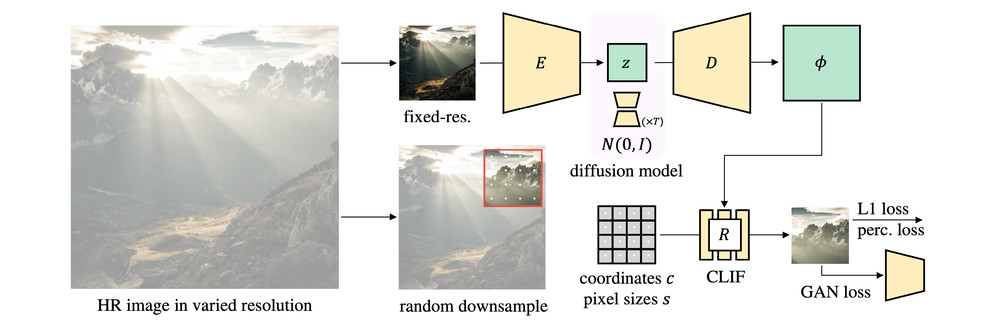 HR image in varied resolution
fixed-res.
random downsample
E
z
(×T)
N(0, I)
diffusion model
D
ϕ
coordinates c
pixel sizes s
R
CLIF
L1 loss
perc. loss
GAN loss